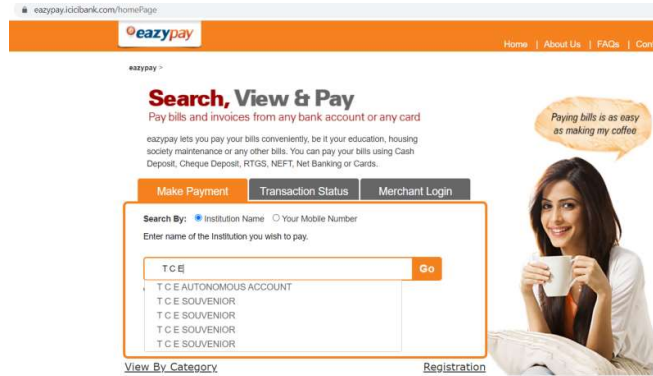 eazypay.icicibank.com/homePage
eazypay
Home | About Us | FAQs | Con
eazypay >
Search, View & Pay
Pay bills and invoices from any bank account or any card
Paying bills is as easy
as making my coffee
eazypay lets you pay your bills conveniently, be it your education, housing
society maintenance or any other bills. You can pay your bills using Cash
Deposit, Cheque Deposit, RTGS, NEFT, Net Banking or Cards.
Make Payment Transaction Status Merchant Login
Search By: Institution Name Your Mobile Number
Enter name of the Institution you wish to pay.
T C E Go
T C E AUTONOMOUS ACCOUNT
T C E SOUVENIOR
T C E SOUVENIOR
T C E SOUVENIOR
T C E SOUVENIOR
View By Category Registration